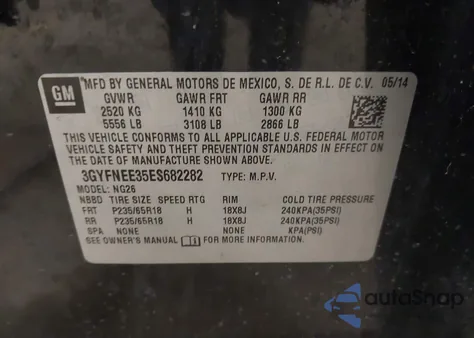 GM
MFD BY GENERAL MOTORS DE MEXICO, S. DE R.L. DE C.V. 05/14
GVWR GAWR FRT GAWR RR
2520 KG 1410 KG 1300 KG
5556 LB 3108 LB 2866 LB
THIS VEHICLE CONFORMS TO ALL APPLICABLE U.S. FEDERAL MOTOR
VEHICLE SAFETY AND THEFT PREVENTION STANDARDS IN EFFECT ON
THE DATE OF MANUFACTURE SHOWN ABOVE.
3GYFNEE35ES682282 TYPE: M.P.V.
MODEL: NG26
NBBD TIRE SIZE SPEED RTG RIM COLD TIRE PRESSURE
FRT P235/65R18 H 18X8J 240KPA(35PSI)
RR P235/65R18 H 18X8J 240KPA(35PSI)
SPA NONE NONE KPA(PSI)
SEE OWNER'S MANUAL FOR MORE INFORMATION
autoSnap